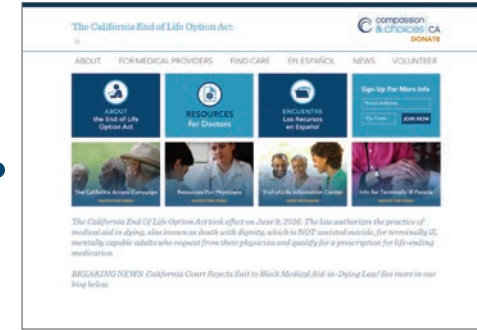 The California End of Life Option Act
compassion
& choices CA
DONATE
ABOUT FOR MEDICAL PROVIDERS FIND CARE EN ESPAÑOL NEWS VOLUNTEER
ABOUT
the End of Life
Option Act
RESOURCES
for Doctors
ENCUENTRE
Los Recursos
en Español
Sign Up For More Info
Email Address
Zip Code JOIN NOW
The California Access Campaign
Resources For Physicians
End-of-Life Information Center
Info for Terminally Ill People
The California End Of Life Option Act took effect on June 9, 2016. The law authorizes the practice of
medical aid in dying, also known as death with dignity, which is NOT assisted suicide, for terminally ill,
mentally capable adults who request from their physician and qualify for a prescription for life-ending
medication.
BREAKING NEWS: California Court Rejects Suit to Block Medical Aid-in-Dying Law! See more in our
blog below.